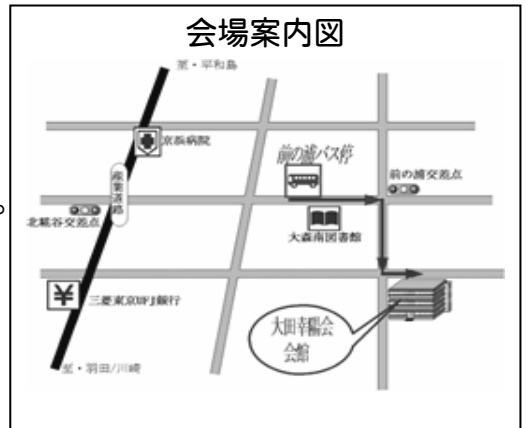 会場案内図
至・平和島
京浜病院
前の浦バス停
産業道路
前の浦交差点
北糀谷交差点
大森南図書館
¥
三菱東京UFJ銀行
大田幸陽会
会館
至・羽田/川崎
。